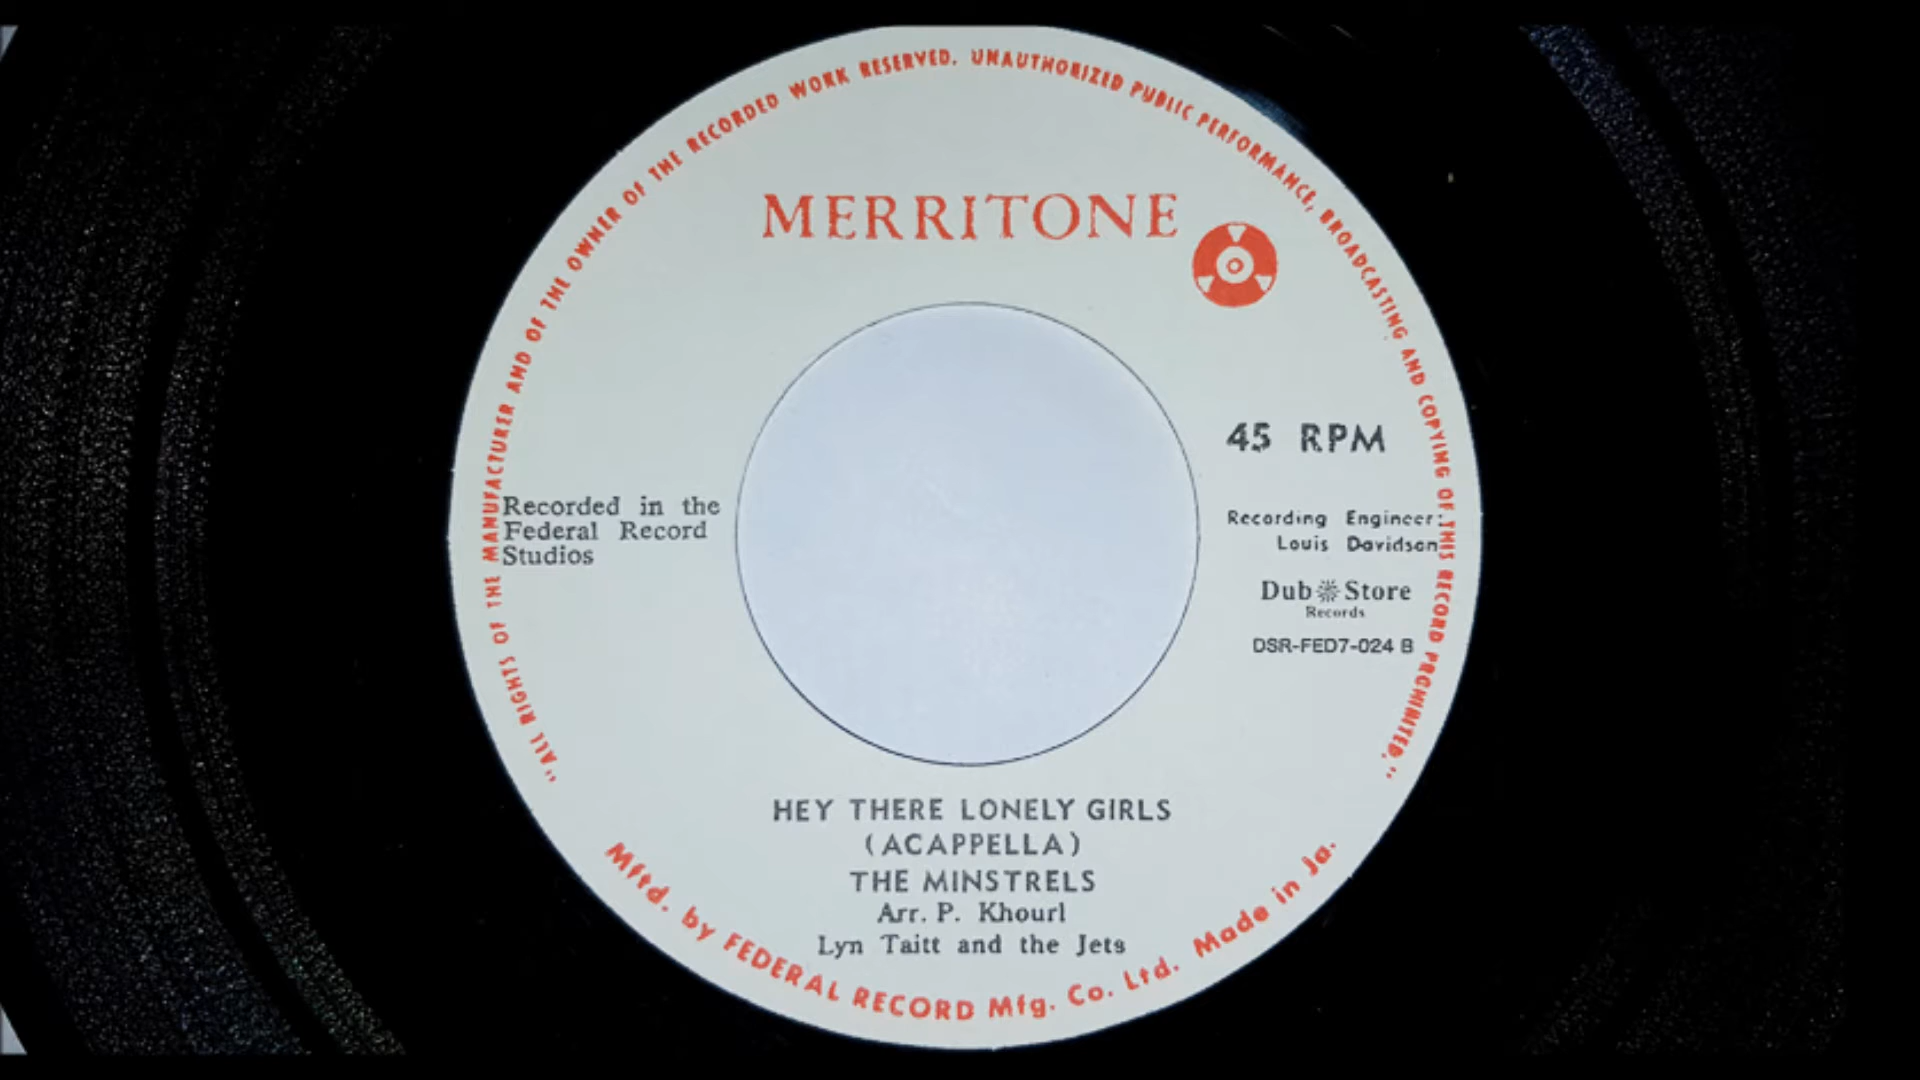 "ALL RIGHTS OF THE MANUFACTURER AND OF THE OWNER OF THE RECORDED WORK RESERVED. UNAUTHORIZED PUBLIC PERFORMANCE, BROADCASTING AND COPYING OF THIS RECORD PROHIBITED."
MERRITONE
45 RPM
Recorded in the
Federal Record
Studios
Recording Engineer:
Louis Davidson
Dub Store
Records
DSR-FED7-024 B
HEY THERE LONELY GIRLS
(ACAPPELLA)
THE MINSTRELS
Arr. P. Khourl
Lyn Taitt and the Jets
Mftd. by FEDERAL RECORD Mfg. Co. Ltd. Made in Ja.